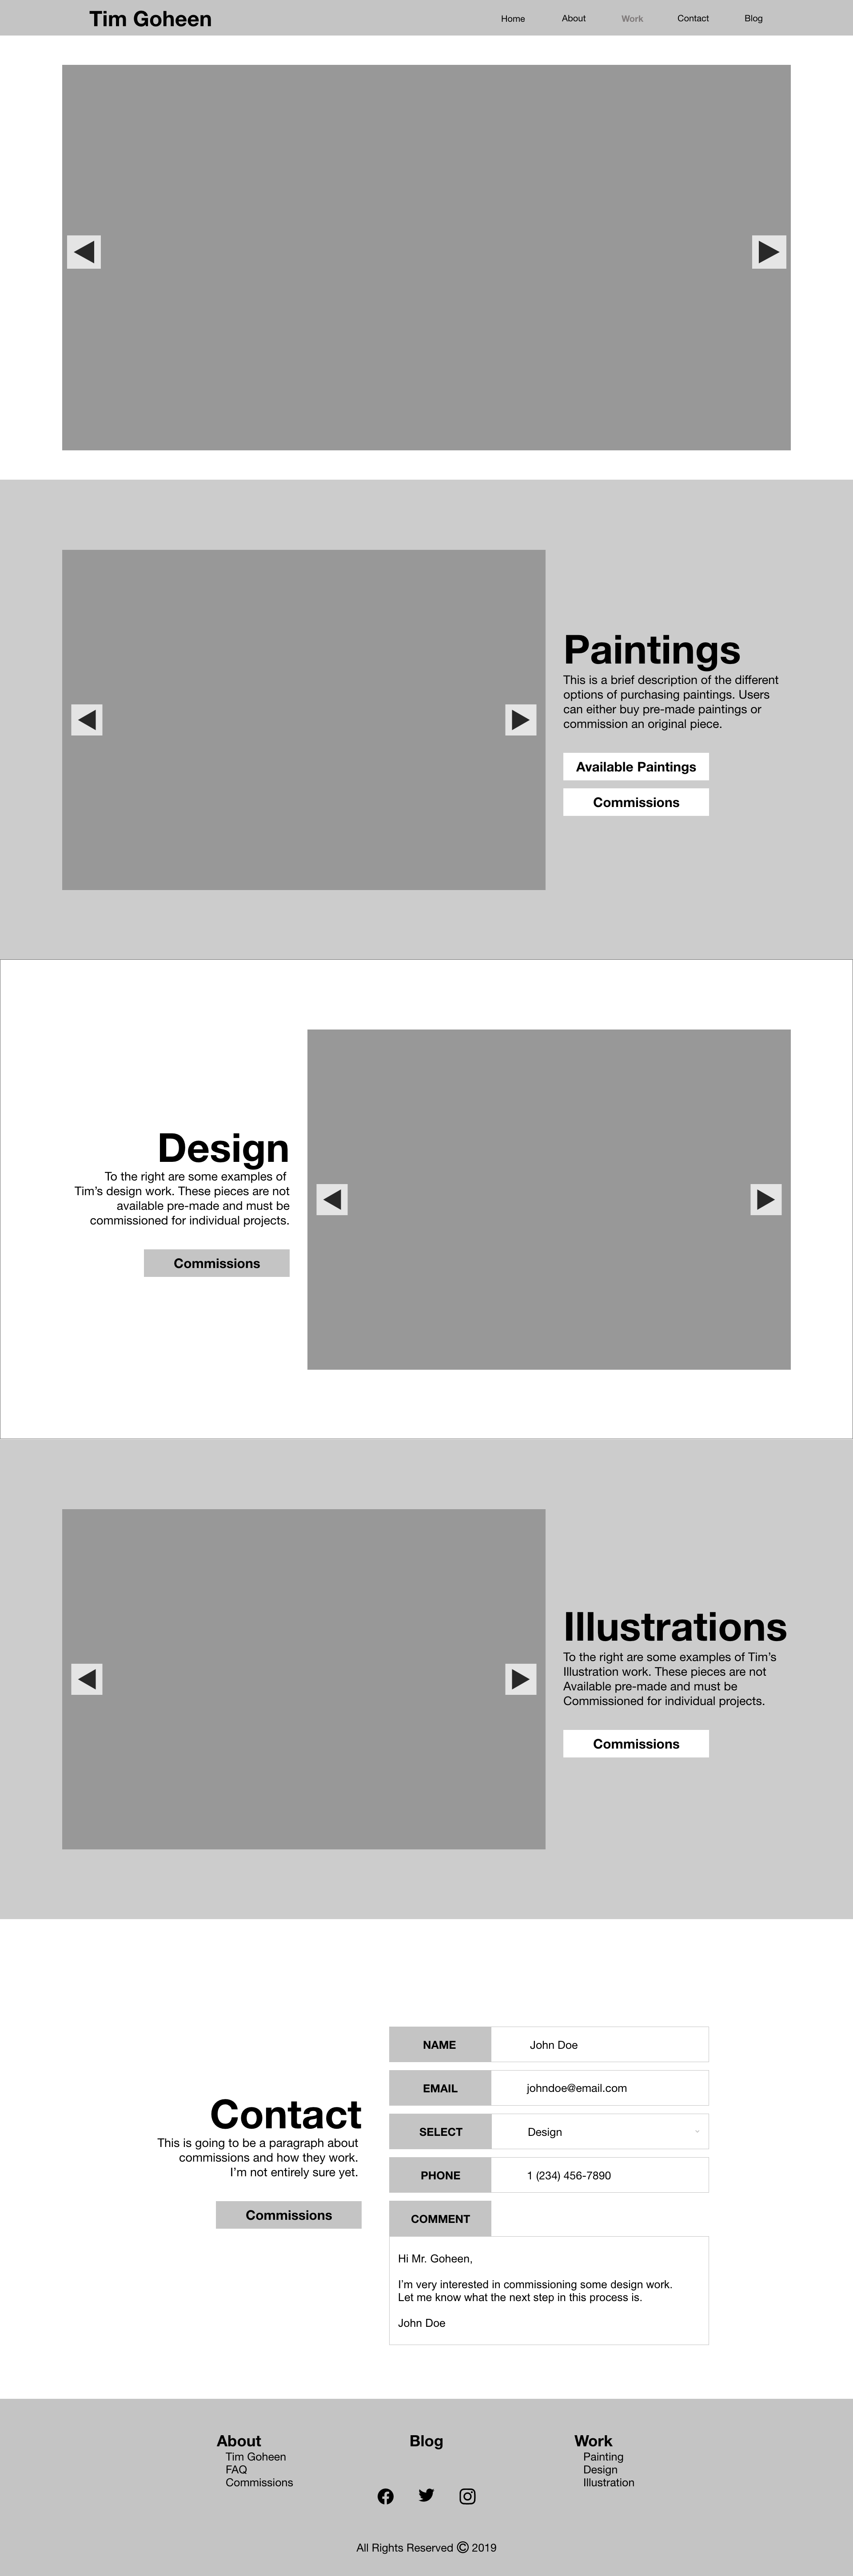 Tim Goheen
Home About Work Contact Blog
Paintings
This is a brief description of the different
options of purchasing paintings. Users
can either buy pre-made paintings or
commission an original piece.
Available Paintings
Commissions
Design
To the right are some examples of
Tim’s design work. These pieces are not
available pre-made and must be
commissioned for individual projects.
Commissions
Illustrations
To the right are some examples of Tim’s
Illustration work. These pieces are not
Available pre-made and must be
Commissioned for individual projects.
Commissions
Contact
This is going to be a paragraph about
commissions and how they work.
I’m not entirely sure yet.
Commissions
NAME John Doe
EMAIL johndoe@email.com
SELECT Design
PHONE 1 (234) 456-7890
COMMENT
Hi Mr. Goheen,
I’m very interested in commissioning some design work.
Let me know what the next step in this process is.
John Doe
About
Tim Goheen
FAQ
Commissions
Blog
Work
Painting
Design
Illustration
All Rights Reserved © 2019